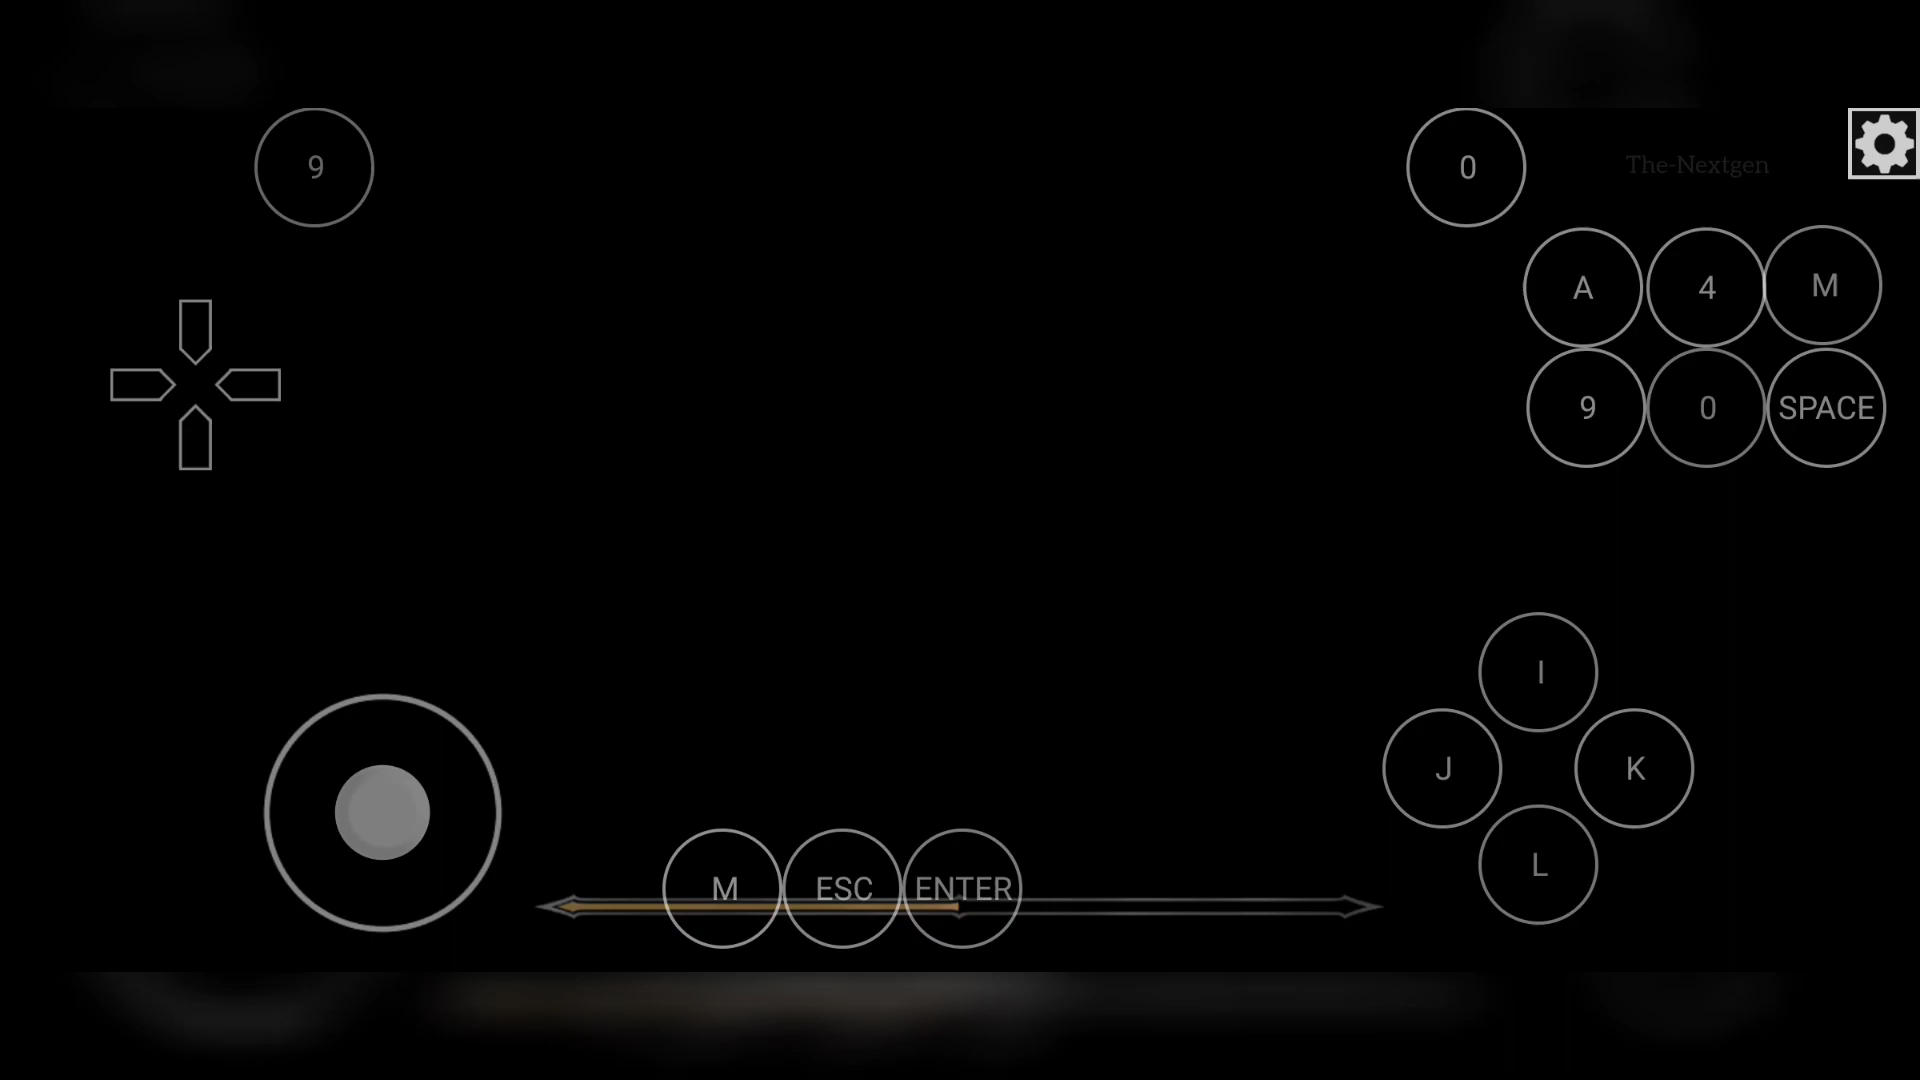 9
0
The-Nextgen
A 4 M
9 0 SPACE
I
J K
L
M ESC ENTER